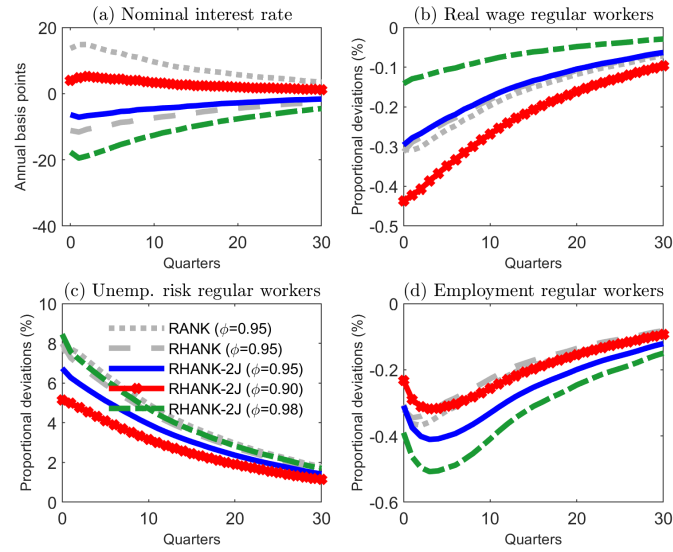 (a) Nominal interest rate
20
0
-20
-40
0
10
20
30
Quarters
Annual basis points
(b) Real wage regular workers
0
-0.1
-0.2
-0.3
-0.4
-0.5
0
10
20
30
Quarters
Proportional deviations (%)
(c) Unemp. risk regular workers
10
8
6
4
2
0
0
10
20
30
Quarters
Proportional deviations (%)
RANK (ϕ=0.95)
RHANK (ϕ=0.95)
RHANK-2J (ϕ=0.95)
RHANK-2J (ϕ=0.90)
RHANK-2J (ϕ=0.98)
(d) Employment regular workers
0
-0.2
-0.4
-0.6
0
10
20
30
Quarters
Proportional deviations (%)